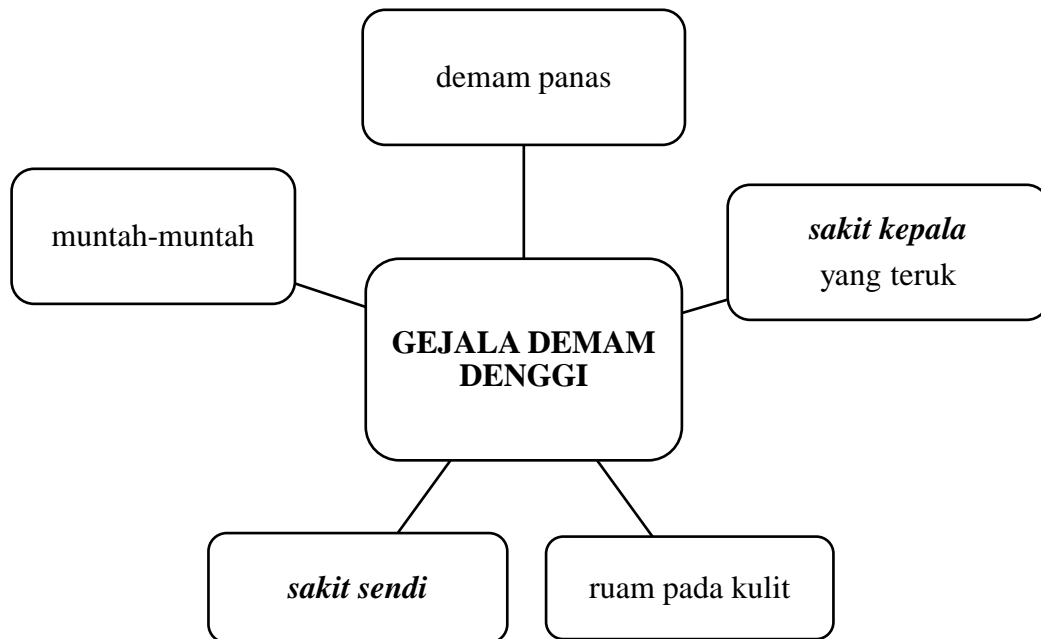 demam panas
muntah-muntah
sakit kepala
yang teruk
GEJALA DEMAM
DENGGI
sakit sendi
ruam pada kulit